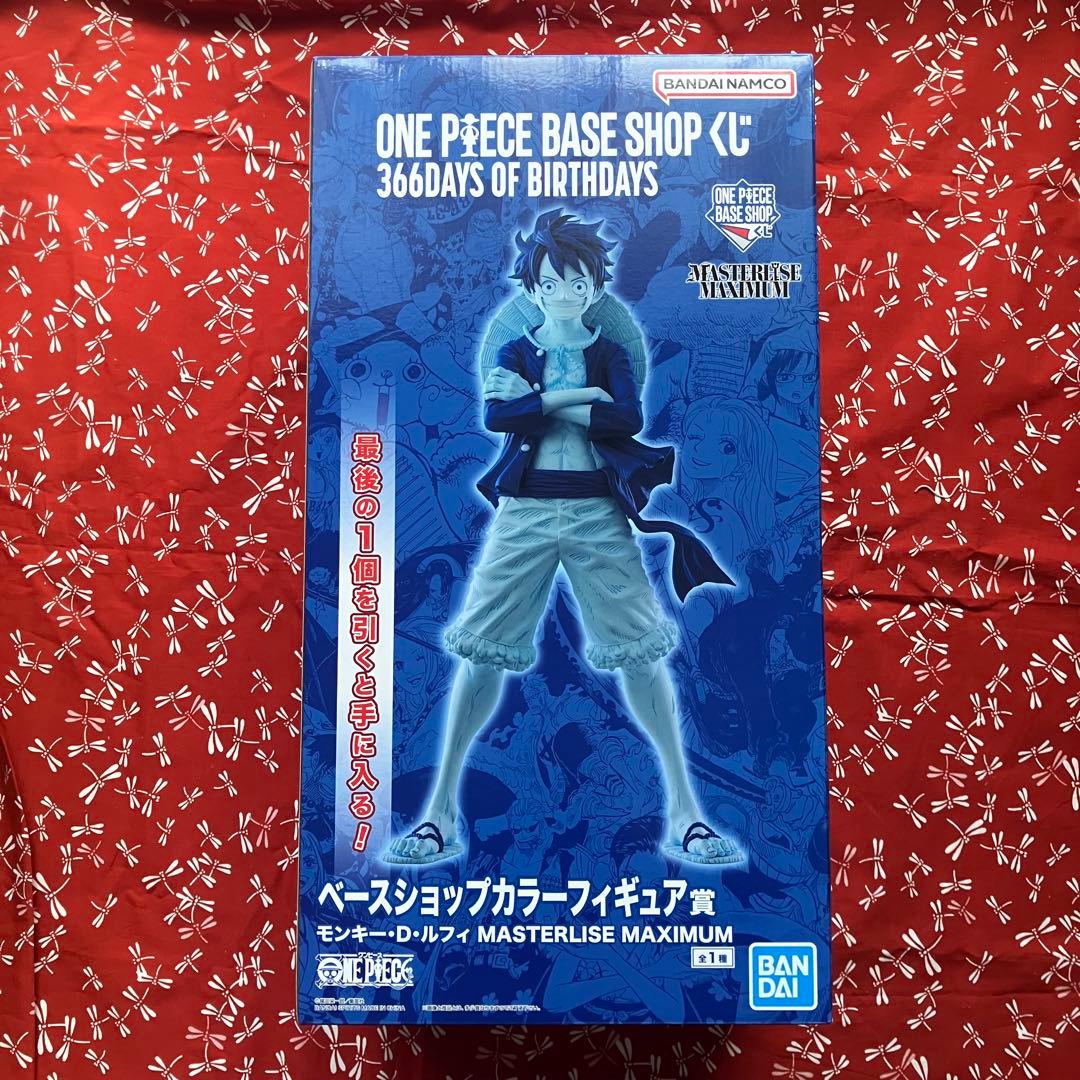 BANDAI NAMCO
ONE PIECE BASE SHOP くじ
366DAYS OF BIRTHDAYS
ONE PIECE
BASE SHOP
くじ
MASTERLISE
MAXIMUM
最後の1個を引くと手に入る!
ベースショップカラーフィギュア賞
モンキー・D・ルフィ MASTERLISE MAXIMUM 全1種
ONE PIECE
BAN
DAI